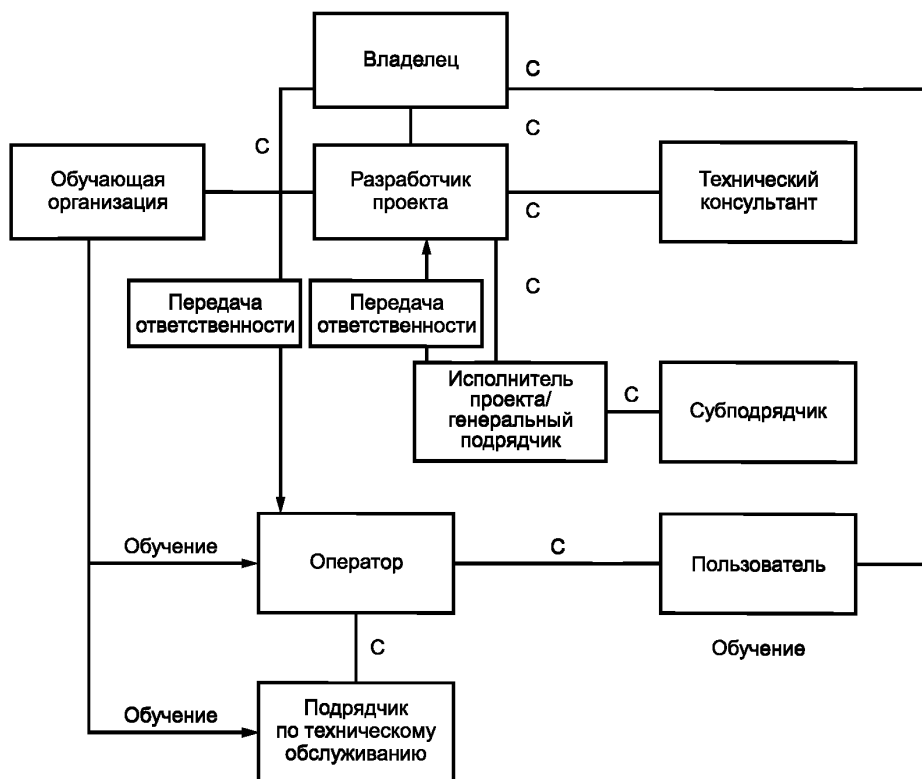 Владелец
С
С
С
Обучающая
организация
Разработчик
проекта
Технический
консультант
С
Передача
ответственности
Передача
ответственности
С
Исполнитель
проекта/
генеральный
подрядчик
С
Субподрядчик
Обучение
Оператор
С
Пользователь
С
Обучение
Обучение
Подрядчик
по техническому
обслуживанию